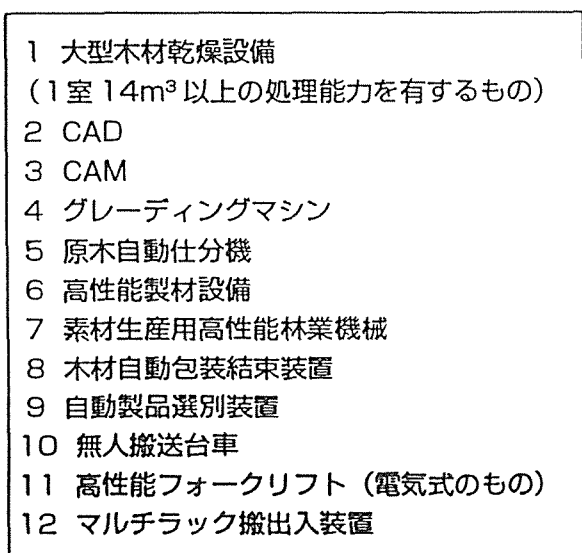 1 大型木材乾燥設備
(1室14m³以上の処理能力を有するもの)
2 CAD
3 CAM
4 グレーディングマシン
5 原木自動仕分機
6 高性能製材設備
7 素材生産用高性能林業機械
8 木材自動包装結束装置
9 自動製品選別装置
10 無人搬送台車
11 高性能フォークリフト(電気式のもの)
12 マルチラック搬出入装置